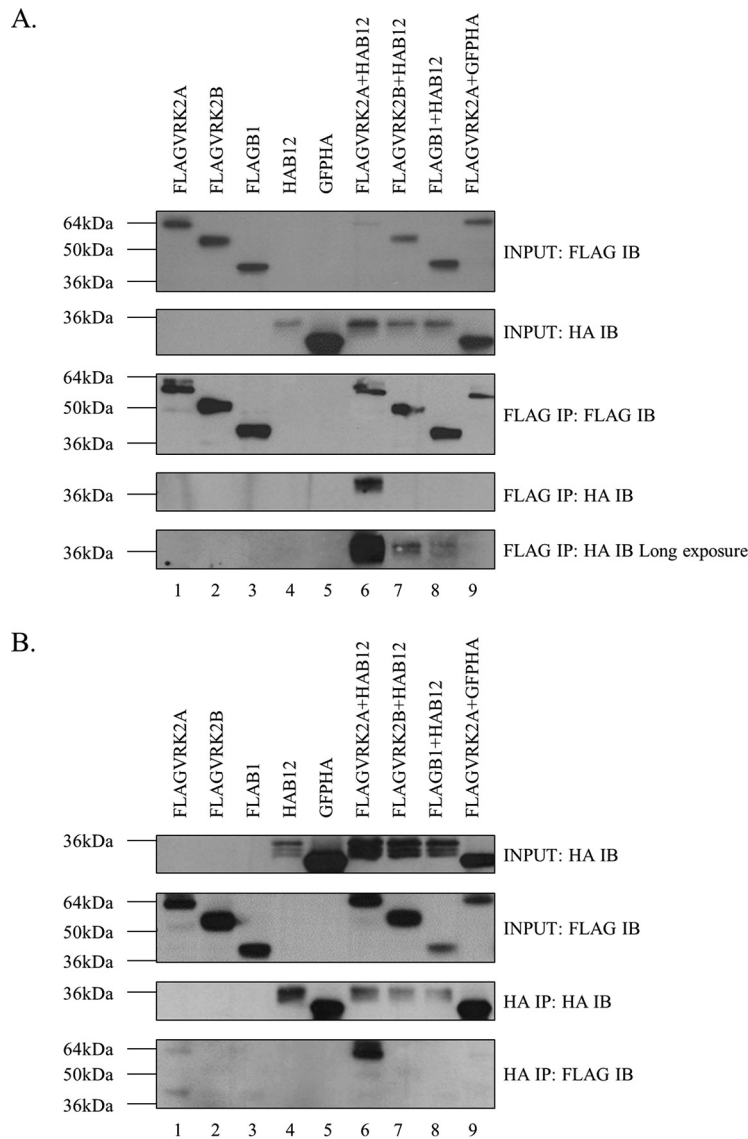 A.
FLAGVRK2A
FLAGVRK2B
FLAGB1
HAB12
GFPHA
FLAGVRK2A+HAB12
FLAGVRK2B+HAB12
FLAGB1+HAB12
FLAGVRK2A+GFPHA
64kDa
50kDa
36kDa
INPUT: FLAG IB
36kDa
INPUT: HA IB
64kDa
50kDa
36kDa
FLAG IP: FLAG IB
36kDa
FLAG IP: HA IB
36kDa
FLAG IP: HA IB Long exposure
1 2 3 4 5 6 7 8 9
B.
FLAGVRK2A
FLAGVRK2B
FLAB1
HAB12
GFPHA
FLAGVRK2A+HAB12
FLAGVRK2B+HAB12
FLAGB1+HAB12
FLAGVRK2A+GFPHA
36kDa
INPUT: HA IB
64kDa
50kDa
36kDa
INPUT: FLAG IB
36kDa
HA IP: HA IB
64kDa
50kDa
36kDa
HA IP: FLAG IB
1 2 3 4 5 6 7 8 9